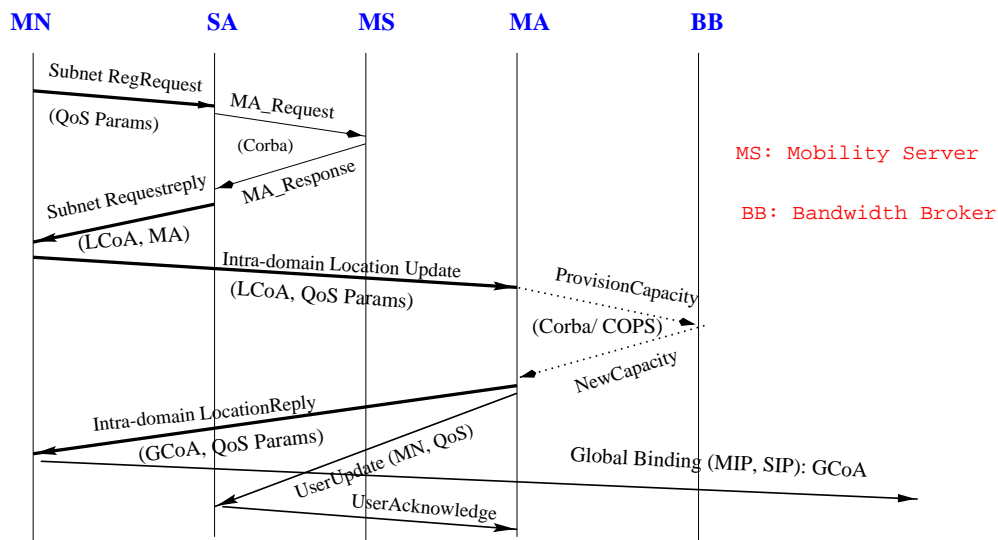 MN SA MS MA BB
Subnet RegRequest
MA_Request
(QoS Params)
(Corba)
MS: Mobility Server
MA_Response
Subnet Requestreply
BB: Bandwidth Broker
(LCoA, MA)
Intra-domain Location Update
ProvisionCapacity
(LCoA, QoS Params)
(Corba/ COPS)
NewCapacity
Intra-domain LocationReply
(GCoA, QoS Params)
UserUpdate (MN, QoS)
Global Binding (MIP, SIP): GCoA
UserAcknowledge